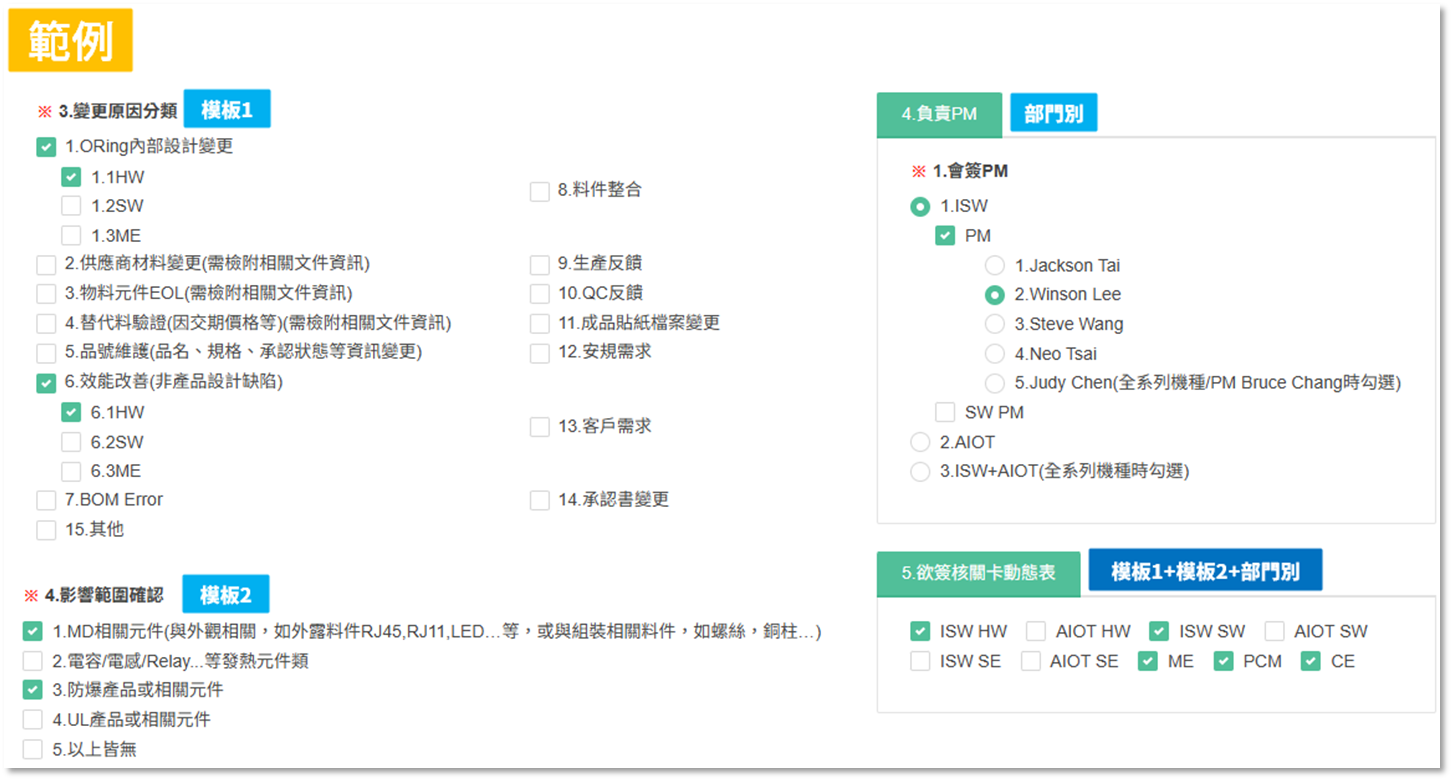 範例
※ 3.變更原因分類 模板1
1.ORing內部設計變更
1.1HW
1.2SW
1.3ME
2.供應商材料變更(需檢附相關文件資訊)
3.物料元件EOL(需檢附相關文件資訊)
4.替代料驗證(因交期價格等)(需檢附相關文件資訊)
5.品號維護(品名、規格、承認狀態等資訊變更)
6.效能改善(非產品設計缺陷)
6.1HW
6.2SW
6.3ME
7.BOM Error
15.其他
8.料件整合
9.生產反饋
10.QC反饋
11.成品貼紙檔案變更
12.安規需求
13.客戶需求
14.承認書變更
※ 4.影響範圍確認 模板2
1.MD相關元件(與外觀相關，如外露料件RJ45,RJ11,LED...等，或與組裝相關料件，如螺絲，銅柱...)
2.電容/電感/Relay...等發熱元件類
3.防爆產品或相關元件
4.UL產品或相關元件
5.以上皆無
4.負責PM 部門別
※ 1.會簽PM
1.ISW
PM
1.Jackson Tai
2.Winson Lee
3.Steve Wang
4.Neo Tsai
5.Judy Chen(全系列機種/PM Bruce Chang時勾選)
SW PM
2.AIOT
3.ISW+AIOT(全系列機種時勾選)
5.欲簽核關卡動態表 模板1+模板2+部門別
ISW HW AIOT HW ISW SW AIOT SW
ISW SE AIOT SE ME PCM CE